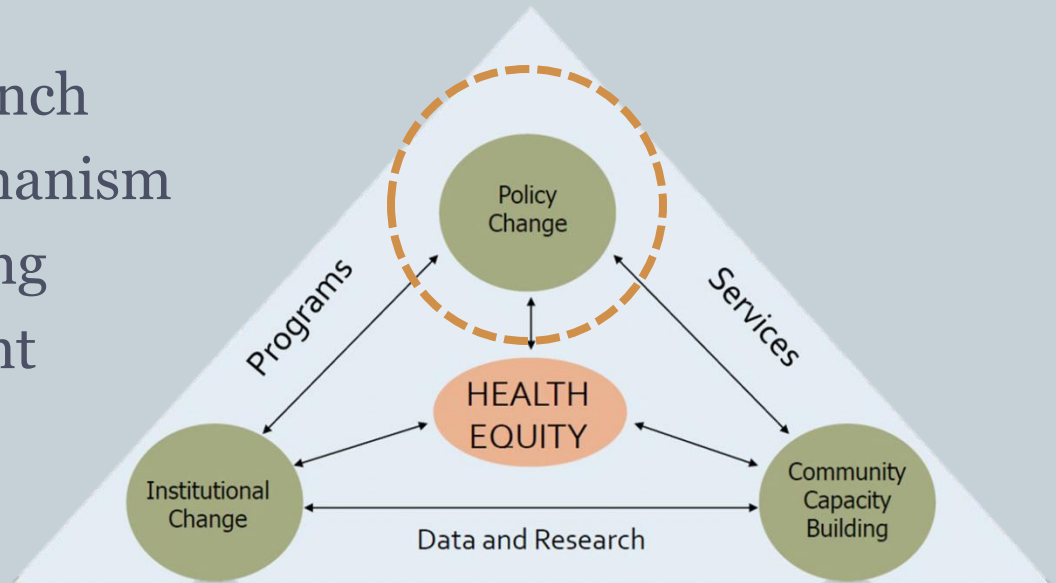 nch
hanism
ng
nt
Policy
Change
Programs
Services
HEALTH
EQUITY
Institutional
Change
Community
Capacity
Building
Data and Research